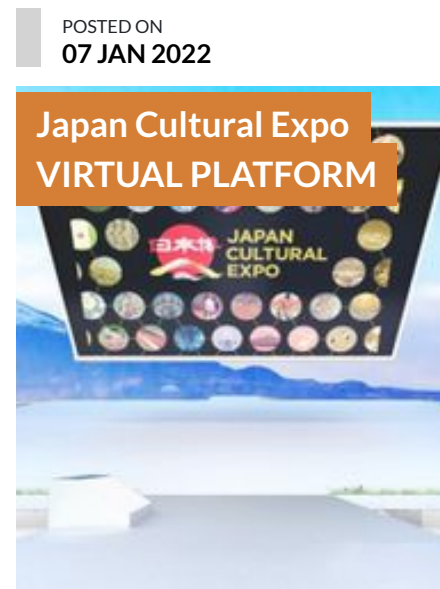 POSTED ON
07 JAN 2022
Japan Cultural Expo
VIRTUAL PLATFORM
日本博
JAPAN
CULTURAL
EXPO